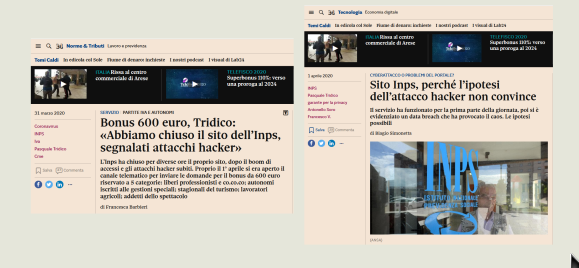 Norme & Tributi Lavoro e previdenza
Temi Caldi In edicola col Sole Fiume di denaro: inchieste I nostri podcast I visual di Lab24
ITALIA Rissa al centro
commerciale di Arese
TELEFISCO 2020
Superbonus 110%: verso
una proroga al 2024
31 marzo 2020
Coronavirus
INPS
Iva
Pasquale Tridico
Crew
Salva Commenta
SERVIZIO - PARTITE IVA E AUTONOMI
Bonus 600 euro, Tridico:
«Abbiamo chiuso il sito dell'Inps,
segnalati attacchi hacker»
L'Inps ha chiuso per diverse ore il proprio sito, dopo il boom di
accessi e gli attacchi hacker subiti. Proprio il 1° aprile si era aperto il
canale telematico per inviare le domande per il bonus da 600 euro
riservato a 5 categorie: liberi professionisti e co.co.co; autonomi
iscritti alle gestioni speciali; stagionali del turismo; lavoratori
agricoli; addetti dello spettacolo
di Francesca Barbieri
Tecnologia Economia digitale
Temi Caldi In edicola col Sole Fiume di denaro: inchieste I nostri podcast I visual di Lab24
ITALIA Rissa al centro
commerciale di Arese
TELEFISCO 2020
Superbonus 110%: verso
una proroga al 2024
1 aprile 2020
INPS
Pasquale Tridico
garante per la privacy
Antonello Soro
Francesco V.
Salva Commenta
CYBERATTACCO O PROBLEMI DEL PORTALE?
Sito Inps, perché l'ipotesi
dell'attacco hacker non convince
Il servizio ha funzionato per la prima parte della giornata, poi si è
evidenziato un data breach che ha provocato il caos. Le ipotesi
possibili
di Biagio Simonetta
INPS
(ANSA)